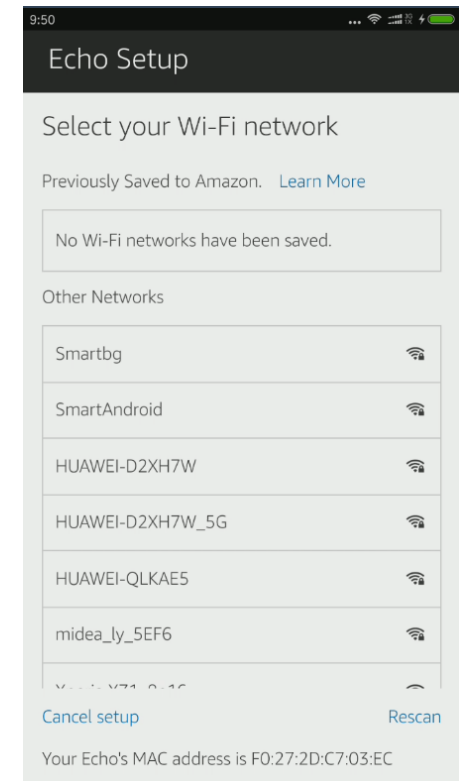 9:50
Echo Setup
Select your Wi-Fi network
Previously Saved to Amazon. Learn More
No Wi-Fi networks have been saved.
Other Networks
Smartbg
SmartAndroid
HUAWEI-D2XH7W
HUAWEI-D2XH7W_5G
HUAWEI-QLKAE5
midea_ly_5EF6
Cancel setup Rescan
Your Echo's MAC address is F0:27:2D:C7:03:EC